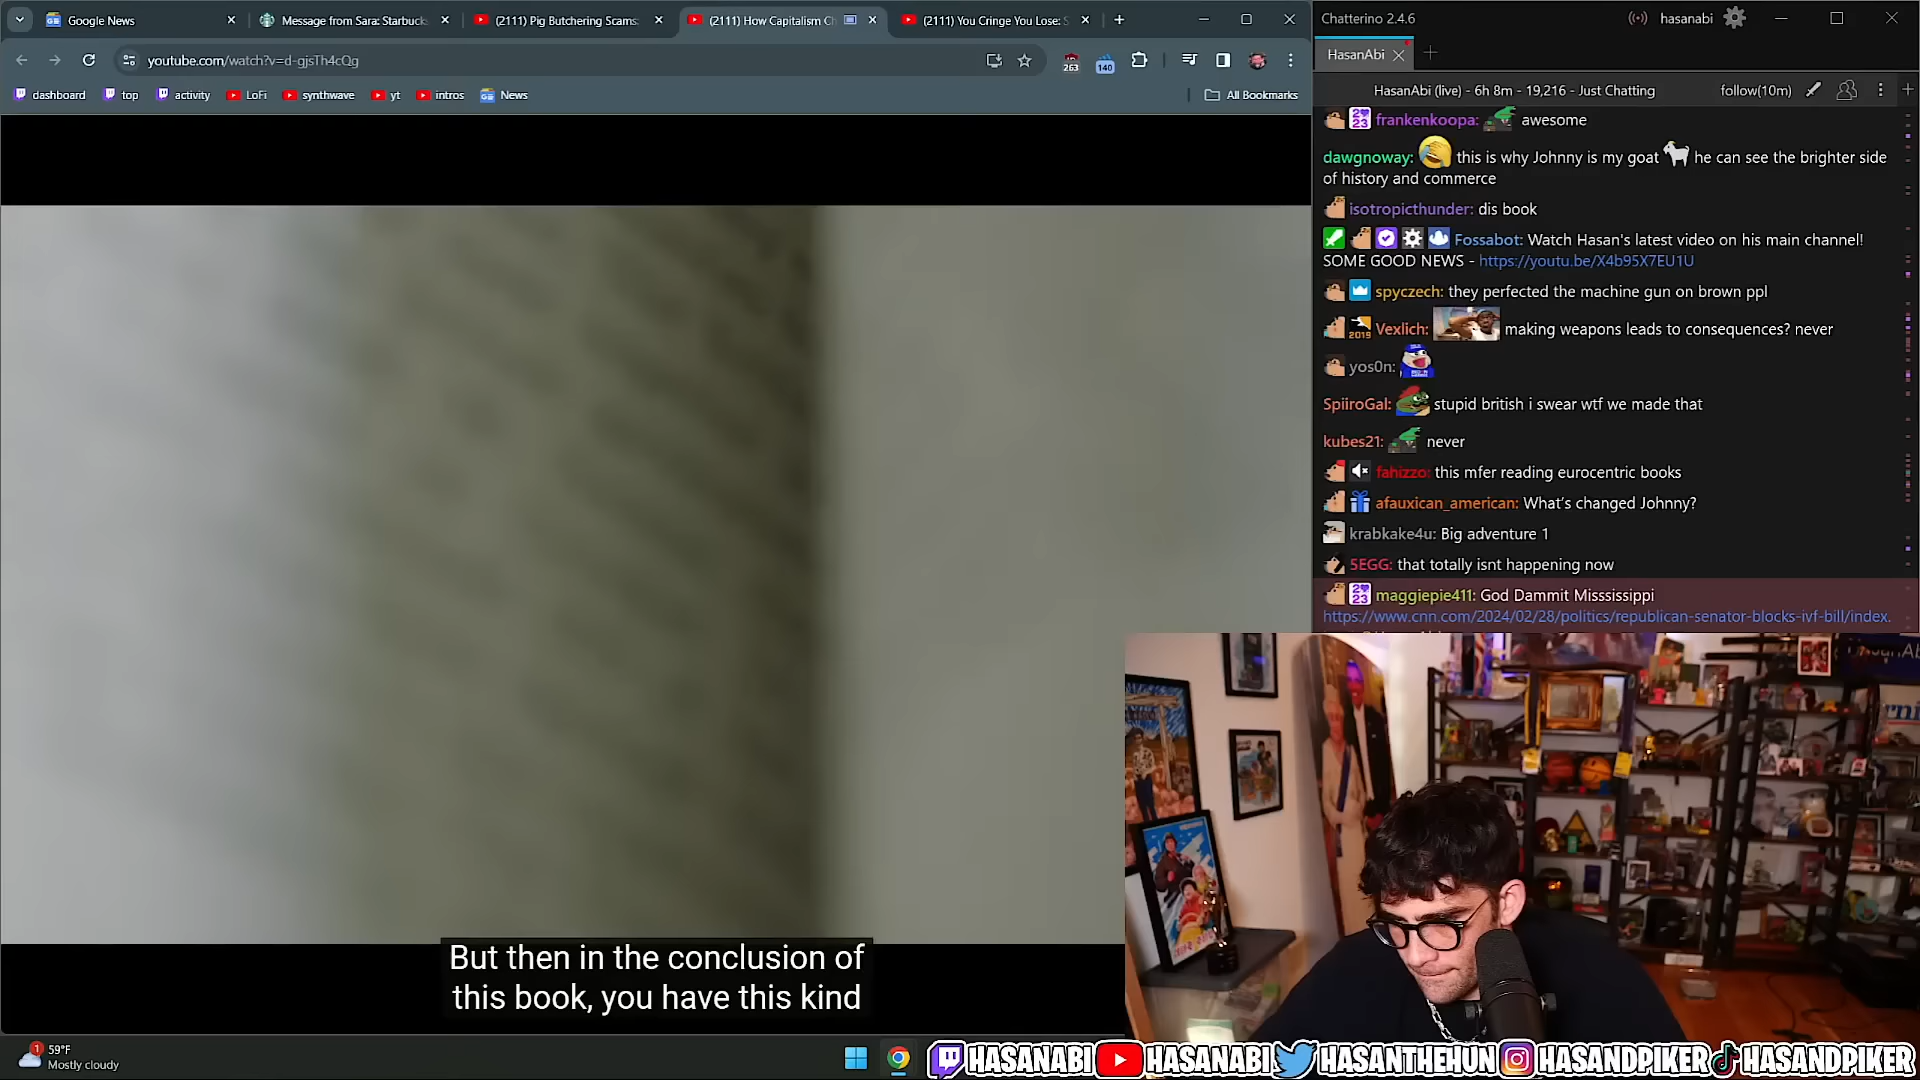 Google News
Message from Sara: Starbuck
(2111) Pig Butchering Scams:
(2111) How Capitalism Ch
(2111) You Cringe You Lose: S
youtube.com/watch?v=d-gjsTh4cQg
263
140
dashboard
top
activity
LoFi
synthwave
yt
intros
News
All Bookmarks
But then in the conclusion of
this book, you have this kind
Chatterino 2.4.6
hasanabi
HasanAbi
HasanAbi (live) - 6h 8m - 19,216 - Just Chatting
follow(10m)
frankenkoopa: awesome
dawgnoway: this is why Johnny is my goat he can see the brighter side
of history and commerce
isotropicthunder: dis book
Fossabot: Watch Hasan's latest video on his main channel!
SOME GOOD NEWS - https://youtu.be/X4b95X7EU1U
spyczech: they perfected the machine gun on brown ppl
Vexlich: making weapons leads to consequences? never
yos0n:
SpiiroGal: stupid british i swear wtf we made that
kubes21: never
fahizzo: this mfer reading eurocentric books
afauxican_american: What's changed Johnny?
krabkake4u: Big adventure 1
5EGG: that totally isnt happening now
maggiepie411: God Dammit Misssissippi
https://www.cnn.com/2024/02/28/politics/republican-senator-blocks-ivf-bill/index.
1
59°F
Mostly cloudy
HASANABI
HASANABI
HASANTHEHUN
HASANDPIKER
HASANDPIKER